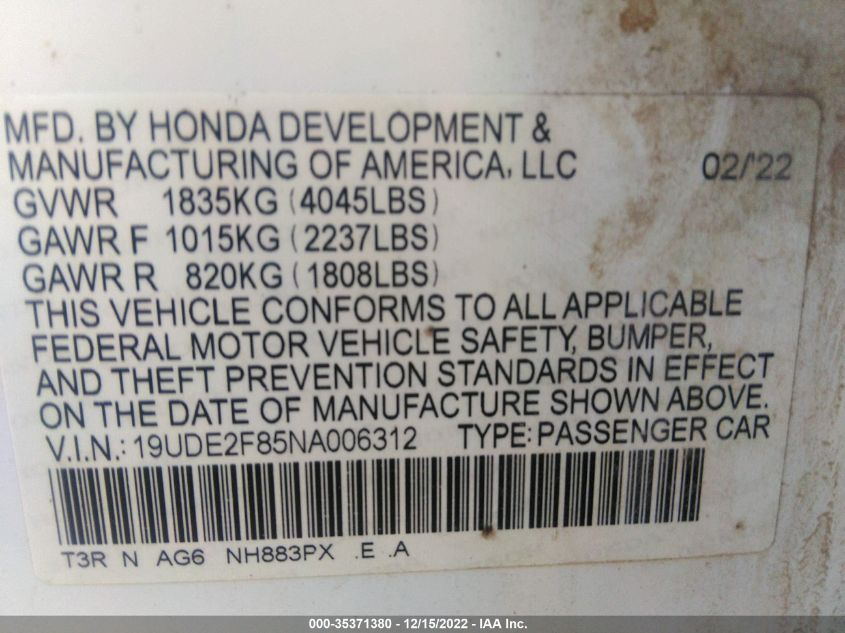 MFD. BY HONDA DEVELOPMENT &
MANUFACTURING OF AMERICA, LLC 02/22
GVWR 1835KG (4045LBS)
GAWR F 1015KG (2237LBS)
GAWR R 820KG (1808LBS)
THIS VEHICLE CONFORMS TO ALL APPLICABLE
FEDERAL MOTOR VEHICLE SAFETY, BUMPER,
AND THEFT PREVENTION STANDARDS IN EFFECT
ON THE DATE OF MANUFACTURE SHOWN ABOVE.
V.I.N.: 19UDE2F85NA006312 TYPE: PASSENGER CAR
T3R N AG6 NH883PX .E .A
000-35371380 - 12/15/2022 - IAA Inc.